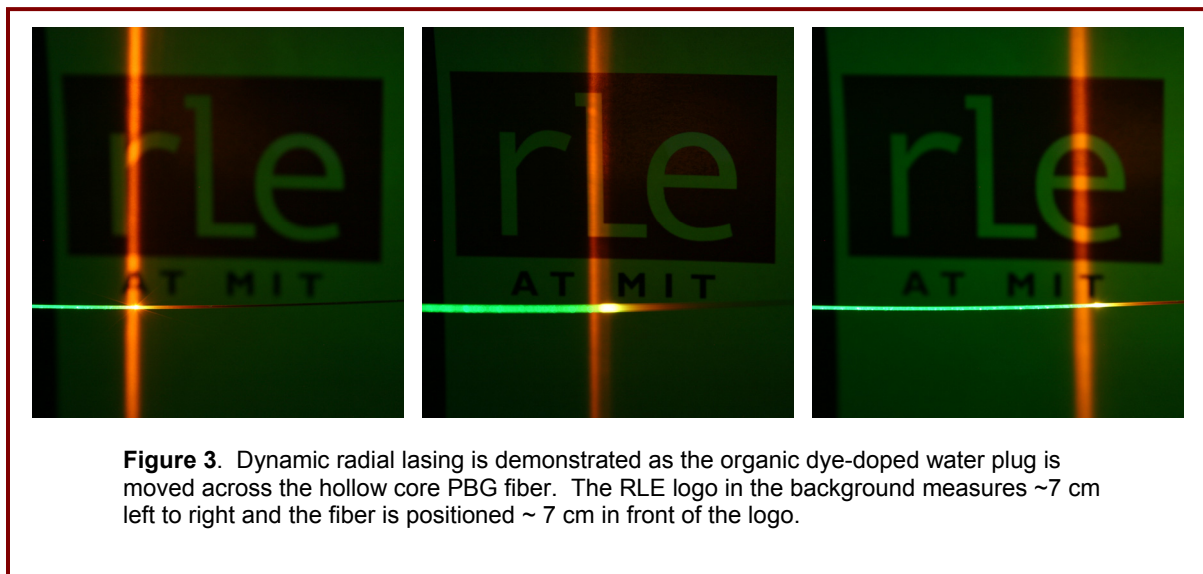 rLe
AT MIT
rLe
AT MIT
rLe
AT MIT
Figure 3. Dynamic radial lasing is demonstrated as the organic dye-doped water plug is
moved across the hollow core PBG fiber. The RLE logo in the background measures ~7 cm
left to right and the fiber is positioned ~ 7 cm in front of the logo.